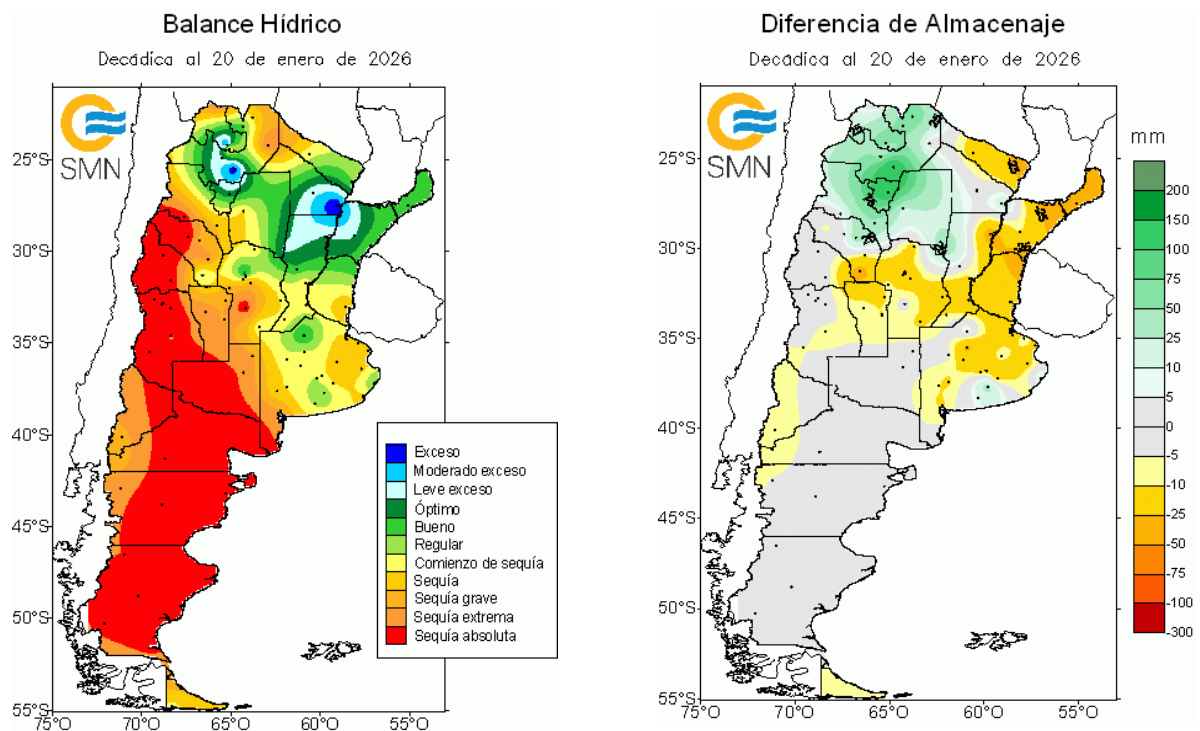 Balance Hídrico
Decádica al 20 de enero de 2026
SMN
25°S
30°S
35°S
40°S
45°S
50°S
55°S
75°O
70°O
65°O
60°O
55°O
Exceso
Moderado exceso
Leve exceso
Óptimo
Bueno
Regular
Comienzo de sequía
Sequía
Sequía grave
Sequía extrema
Sequía absoluta
Diferencia de Almacenaje
Decádica al 20 de enero de 2026
SMN
25°S
30°S
35°S
40°S
45°S
50°S
55°S
75°O
70°O
65°O
60°O
55°O
mm
200
150
100
75
50
25
10
5
0
-5
-10
-25
-50
-75
-100
-300